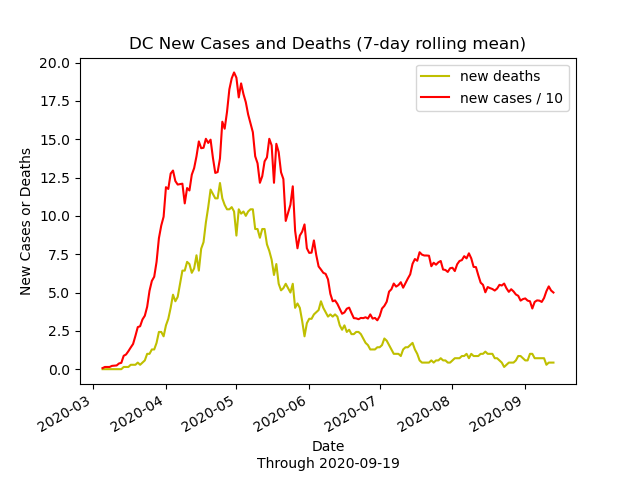 DC New Cases and Deaths (7-day rolling mean)
new deaths
new cases / 10
New Cases or Deaths
20.0
17.5
15.0
12.5
10.0
7.5
5.0
2.5
0.0
2020-03
2020-04
2020-05
2020-06
2020-07
2020-08
2020-09
Date
Through 2020-09-19